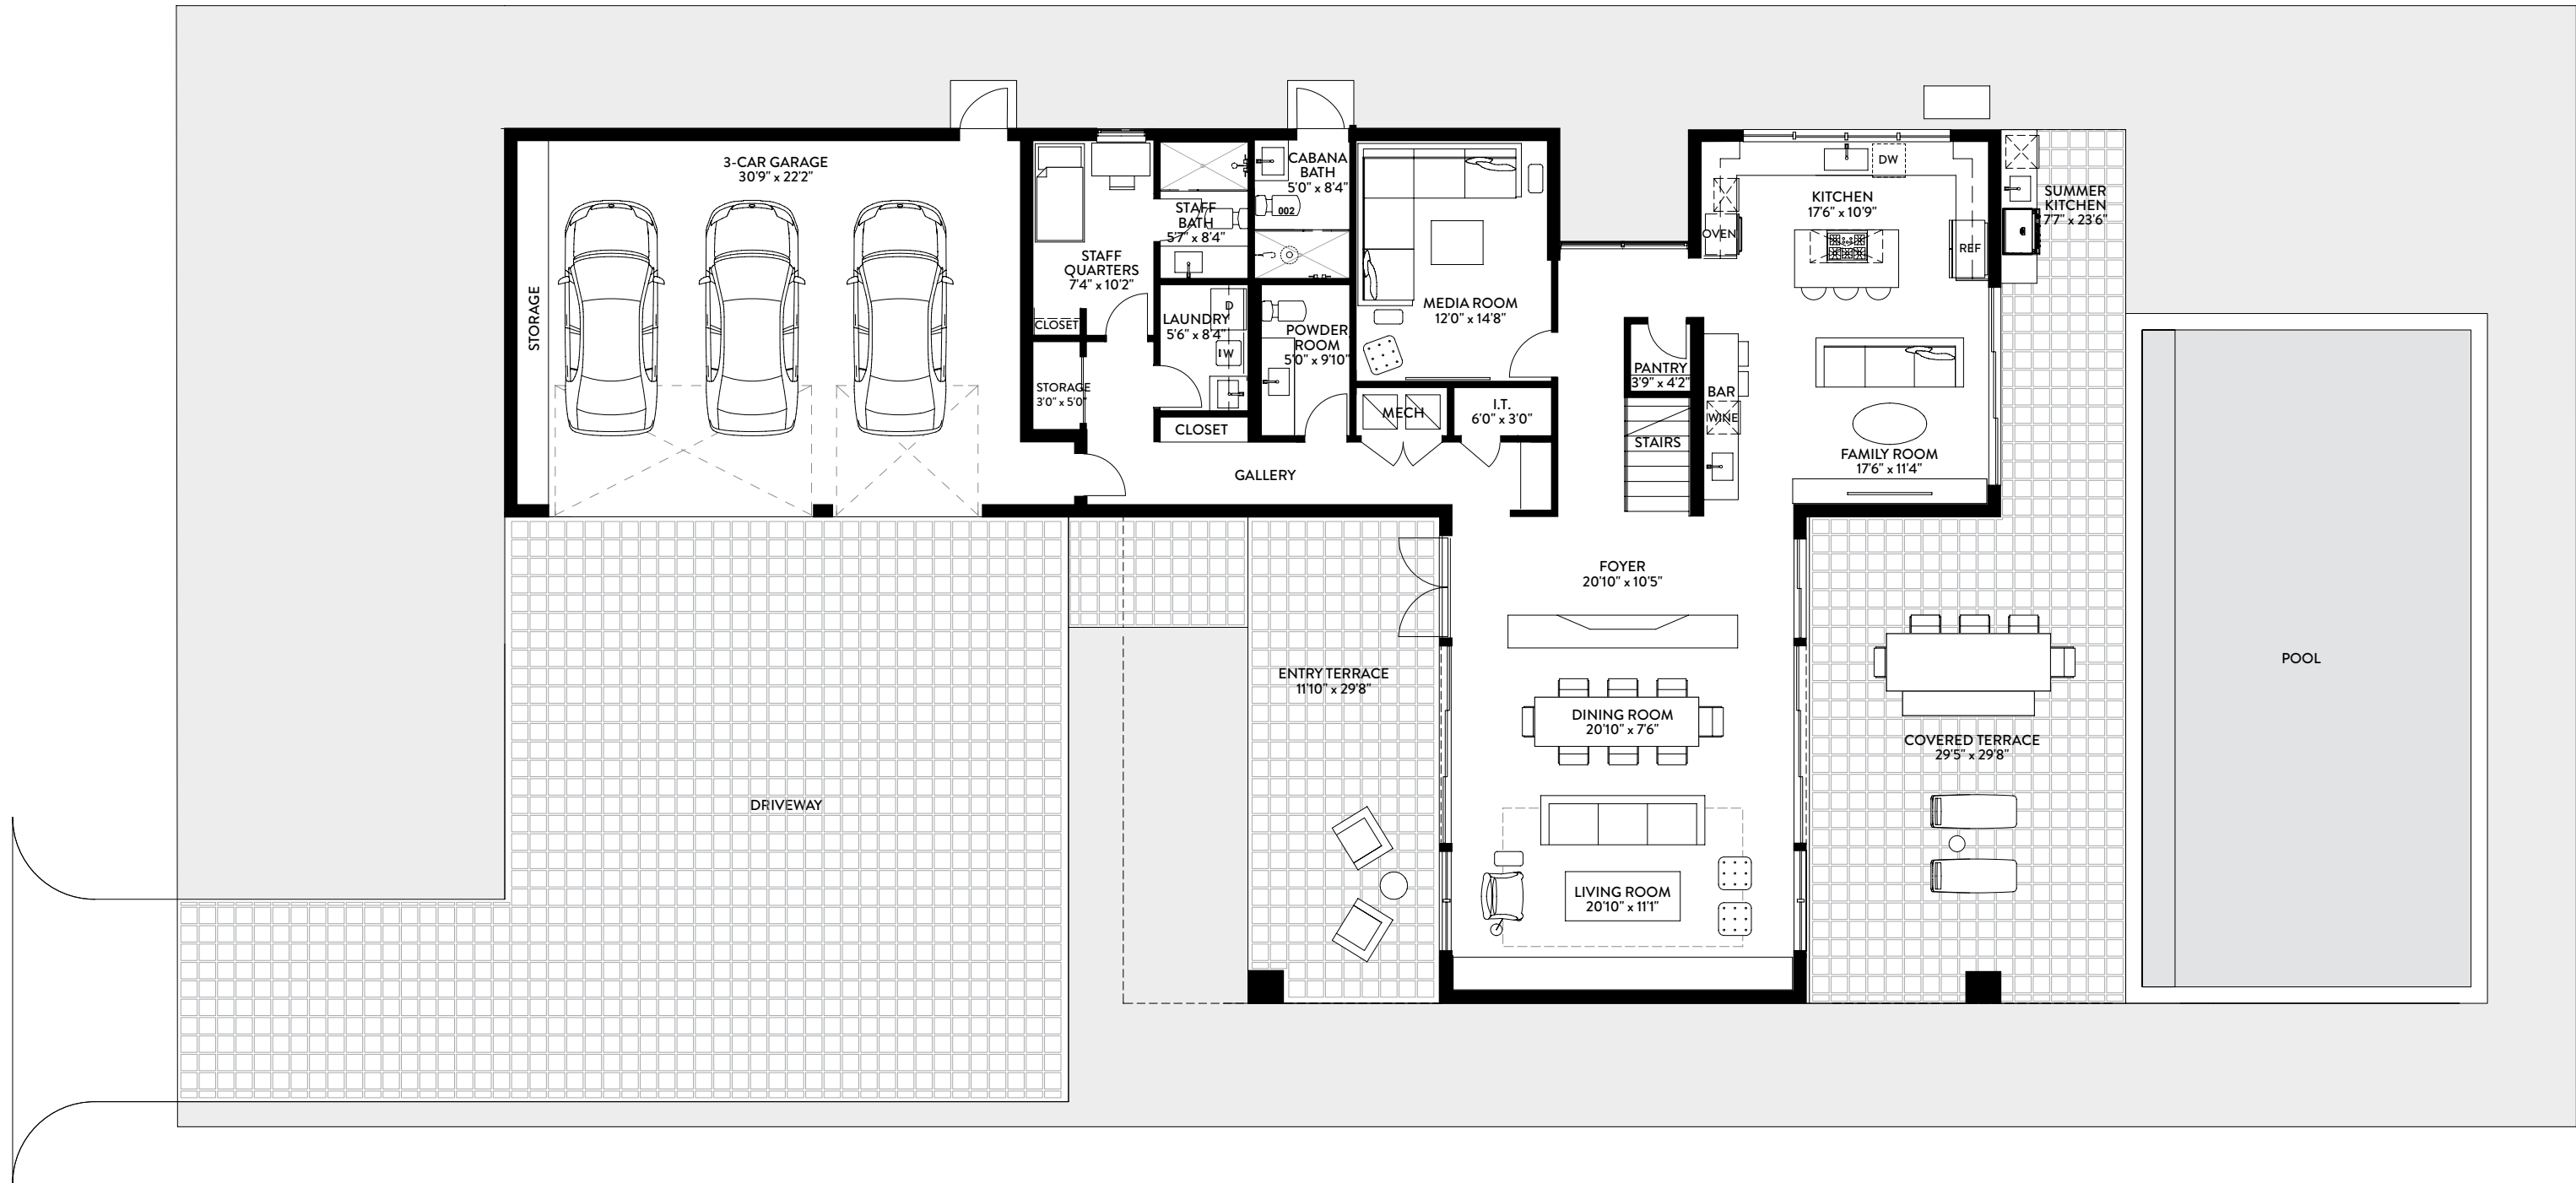 3-CAR GARAGE
30'9" x 22'2"
STORAGE
STAFF
QUARTERS
7'4" x 10'2"
CLOSET
STORAGE
3'0" x 5'0"
STAFF
BATH
5'7" x 8'4"
LAUNDRY
5'6" x 8'4"
D
W
CLOSET
CABANA
BATH
5'0" x 8'4"
002
POWDER
ROOM
5'0" x 9'10"
MEDIA ROOM
12'0" x 14'8"
MECH
I.T.
6'0" x 3'0"
GALLERY
PANTRY
3'9" x 4'2"
STAIRS
BAR
WINE
KITCHEN
17'6" x 10'9"
DW
OVEN
REF
SUMMER
KITCHEN
7'7" x 23'6"
FAMILY ROOM
17'6" x 11'4"
FOYER
20'10" x 10'5"
DINING ROOM
20'10" x 7'6"
LIVING ROOM
20'10" x 11'1"
ENTRY TERRACE
11'10" x 29'8"
DRIVEWAY
COVERED TERRACE
29'5" x 29'8"
POOL